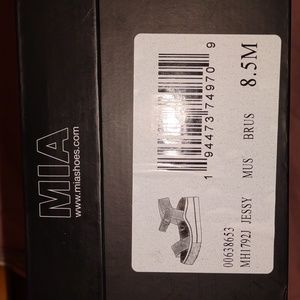 MIA
www.miashoes.com
1 94473 74970 9
00638653
MH1792J JESSY MUS BRUS 8.5M